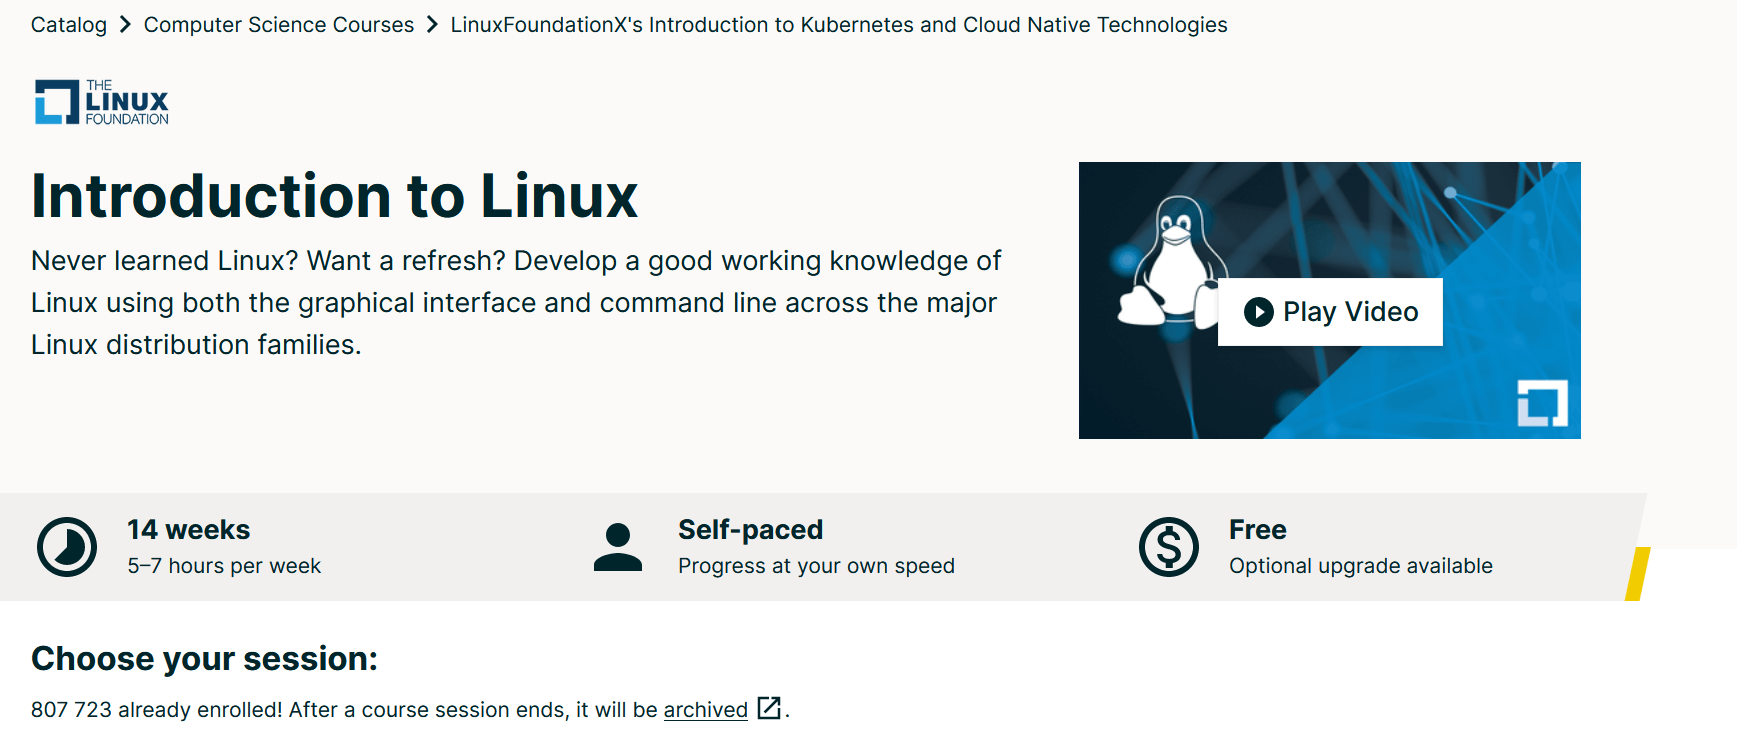 Catalog > Computer Science Courses > LinuxFoundationX's Introduction to Kubernetes and Cloud Native Technologies
THE
LINUX
FOUNDATION
Introduction to Linux
Never learned Linux? Want a refresh? Develop a good working knowledge of
Linux using both the graphical interface and command line across the major
Linux distribution families.
Play Video
14 weeks
5–7 hours per week
Self-paced
Progress at your own speed
Free
Optional upgrade available
Choose your session:
807 723 already enrolled! After a course session ends, it will be archived .